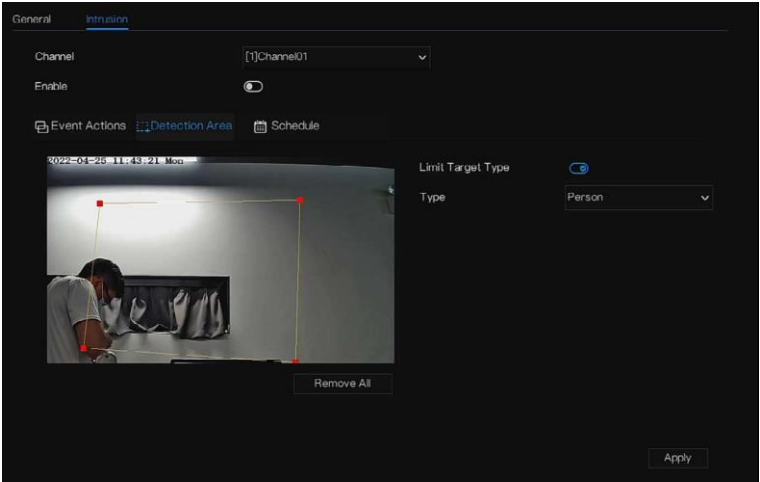 General Intrusion
Channel [1]Channel01
Enable
Event Actions Detection Area Schedule
2022-04-25 11:43:21 Mon
Limit Target Type
Type Person
Remove All
Apply